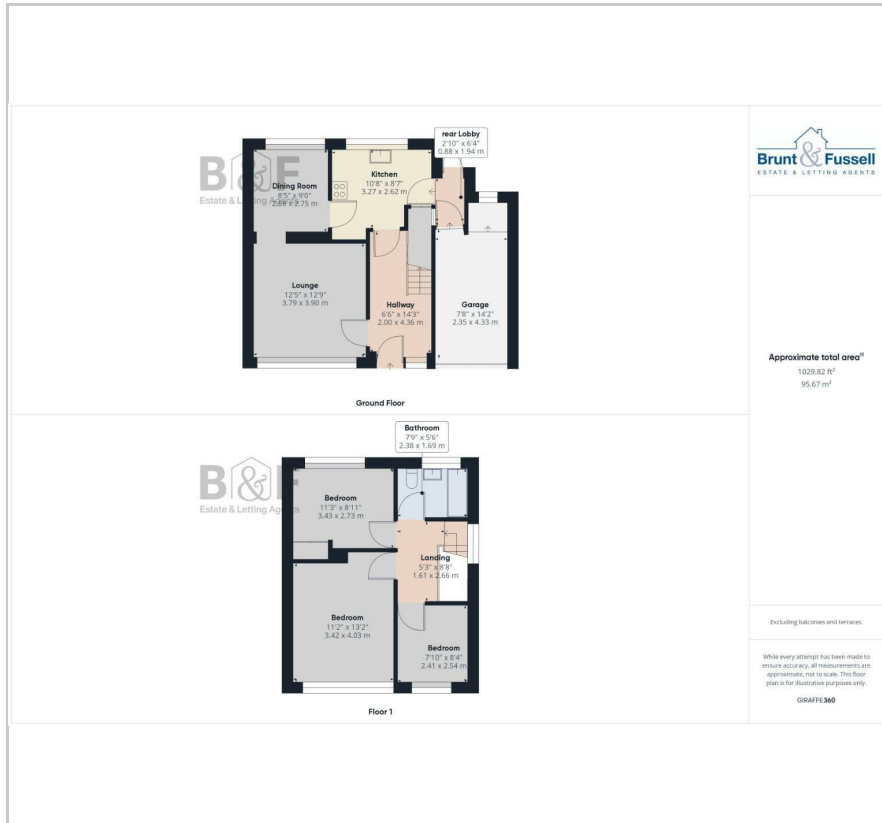 rear Lobby
2'10" x 6'4"
0.88 x 1.94 m
B&F
Estate & Letting Agents
Dining Room
8'5" x 9'0"
2.58 x 2.75 m
Kitchen
10'8" x 8'7"
3.27 x 2.62 m
Lounge
12'5" x 12'9"
3.79 x 3.90 m
Hallway
6'6" x 14'3"
2.00 x 4.36 m
Garage
7'8" x 14'2"
2.35 x 4.33 m
Ground Floor
Bathroom
7'9" x 5'6"
2.38 x 1.69 m
B&F
Estate & Letting Agents
Bedroom
11'3" x 8'11"
3.43 x 2.73 m
Landing
5'3" x 8'8"
1.61 x 2.66 m
Bedroom
11'2" x 13'2"
3.42 x 4.03 m
Bedroom
7'10" x 8'4"
2.41 x 2.54 m
Floor 1
Brunt & Fussell
ESTATE & LETTING AGENTS
Approximate total area⁽¹⁾
1029.82 ft²
95.67 m²
Excluding balconies and terraces
While every attempt has been made to
ensure accuracy, all measurements are
approximate, not to scale. This floor
plan is for illustrative purposes only.
GIRAFFE360